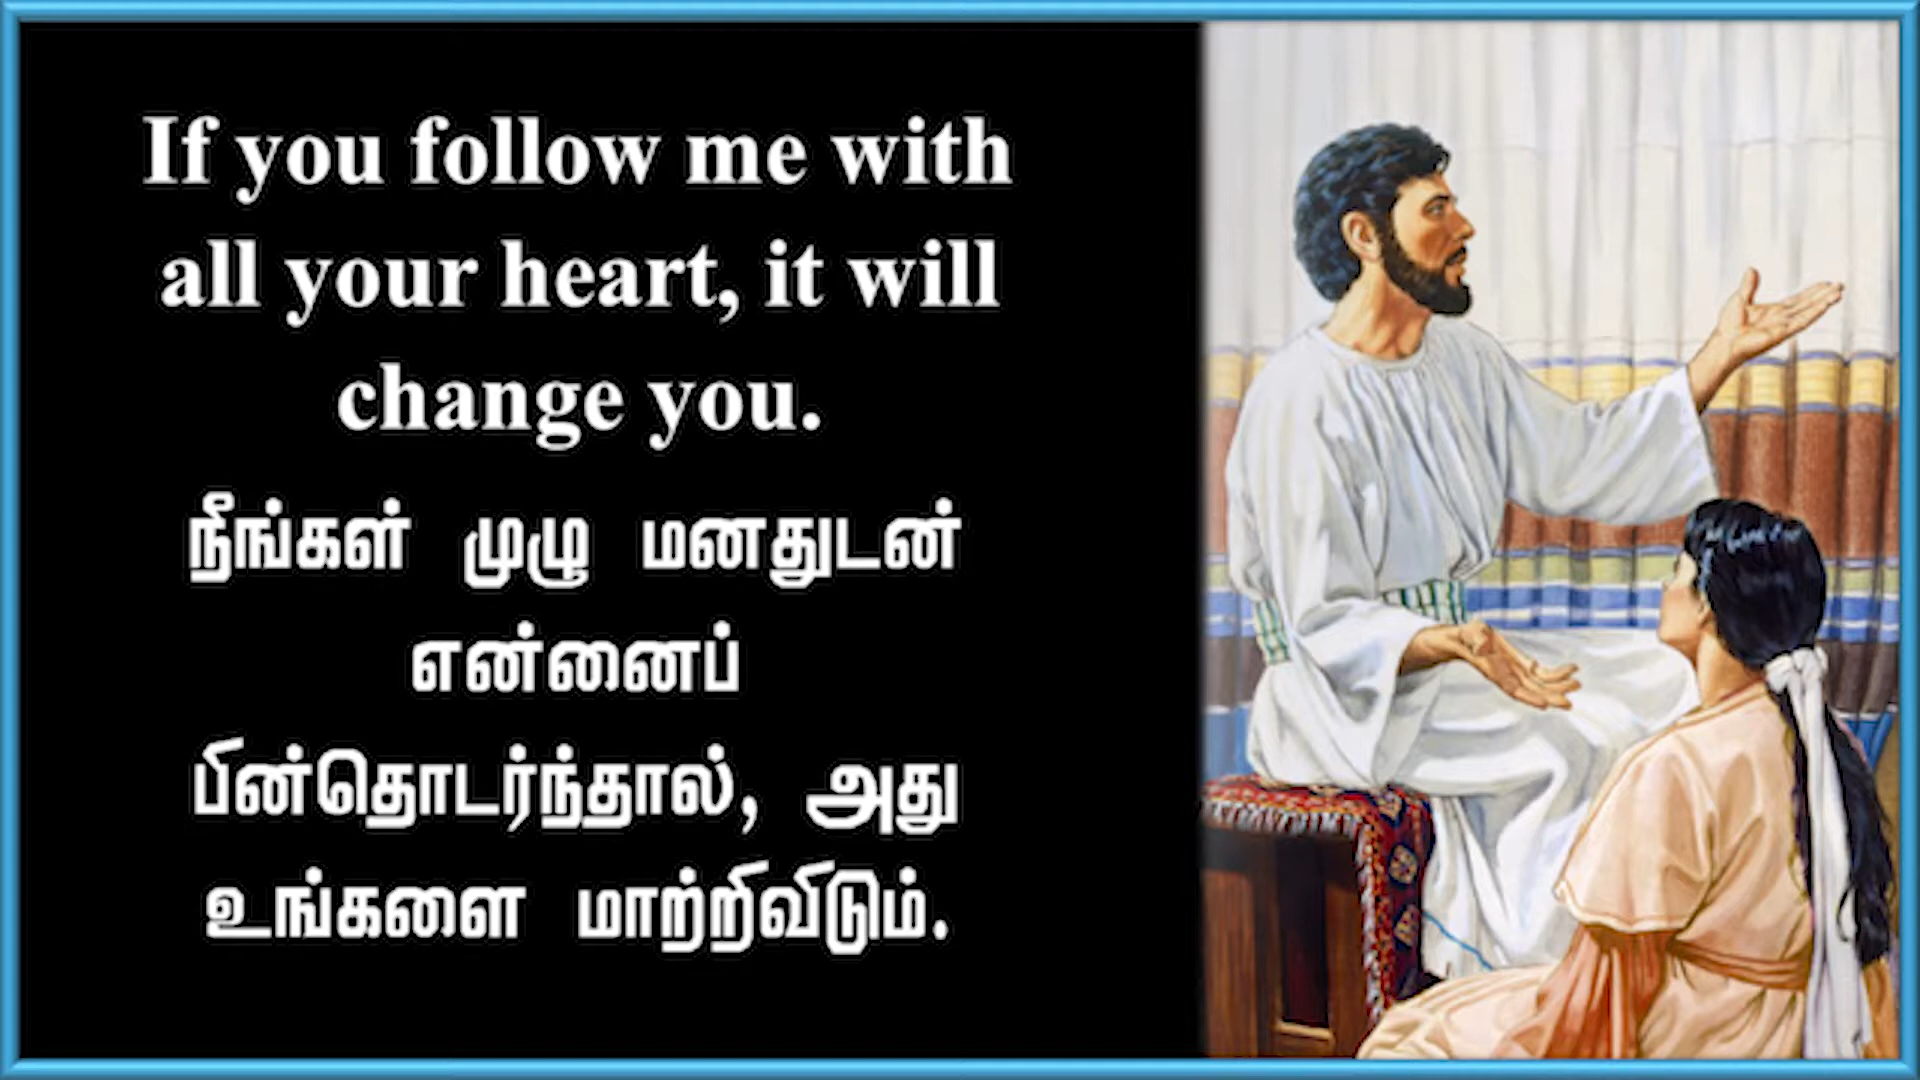 If you follow me with
all your heart, it will
change you.
நீங்கள் முழு மனதுடன்
என்னைப்
பின்தொடர்ந்தால், அது
உங்களை மாற்றிவிடும்.